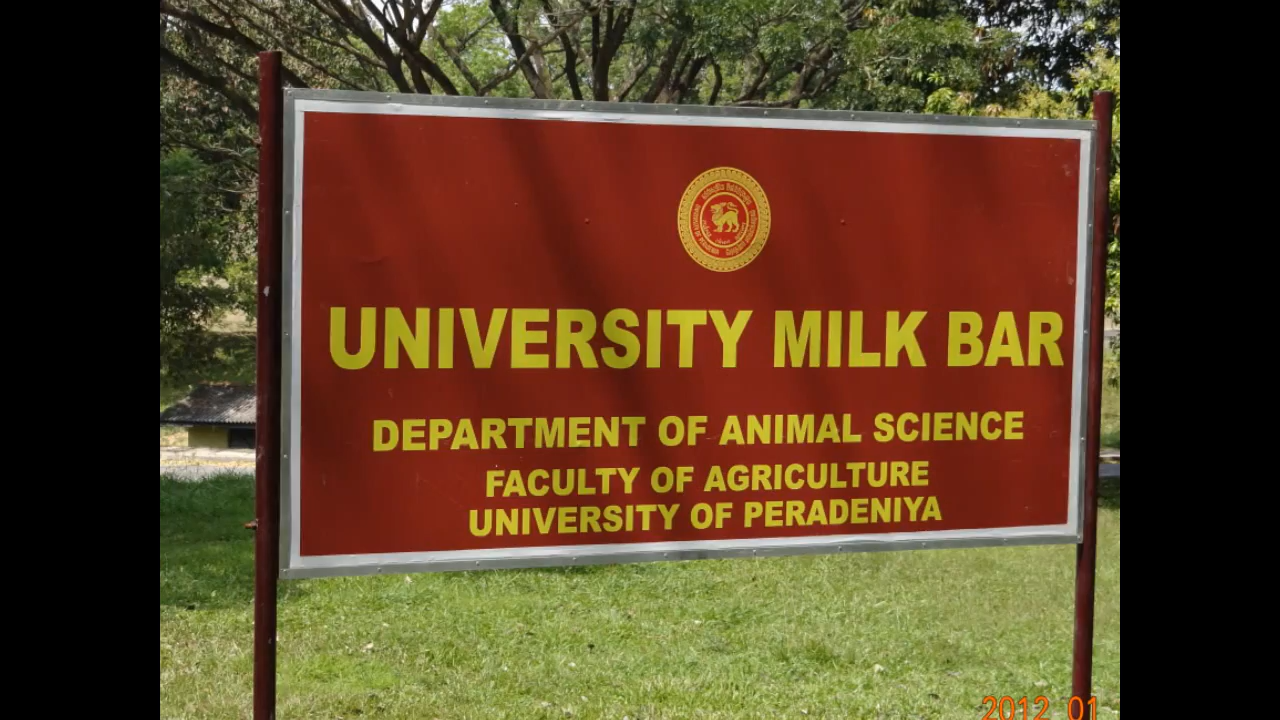 UNIVERSITY MILK BAR
DEPARTMENT OF ANIMAL SCIENCE
FACULTY OF AGRICULTURE
UNIVERSITY OF PERADENIYA
2012 01